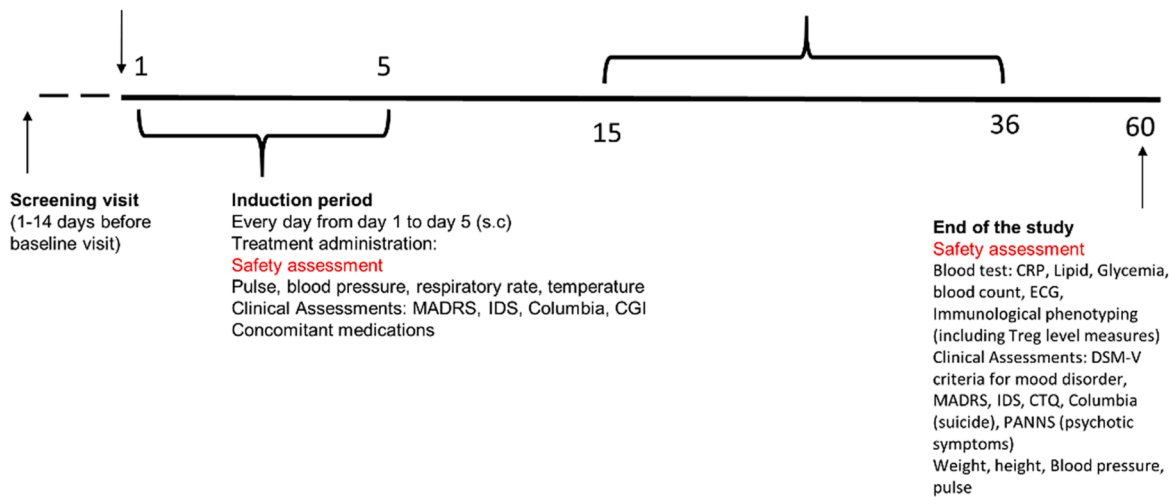 1
5
15
36
60
Screening visit
(1-14 days before
baseline visit)
Induction period
Every day from day 1 to day 5 (s.c)
Treatment administration:
Safety assessment
Pulse, blood pressure, respiratory rate, temperature
Clinical Assessments: MADRS, IDS, Columbia, CGI
Concomitant medications
End of the study
Safety assessment
Blood test: CRP, Lipid, Glycemia,
blood count, ECG,
Immunological phenotyping
(including Treg level measures)
Clinical Assessments: DSM-V
criteria for mood disorder,
MADRS, IDS, CTQ, Columbia
(suicide), PANNS (psychotic
symptoms)
Weight, height, Blood pressure,
pulse